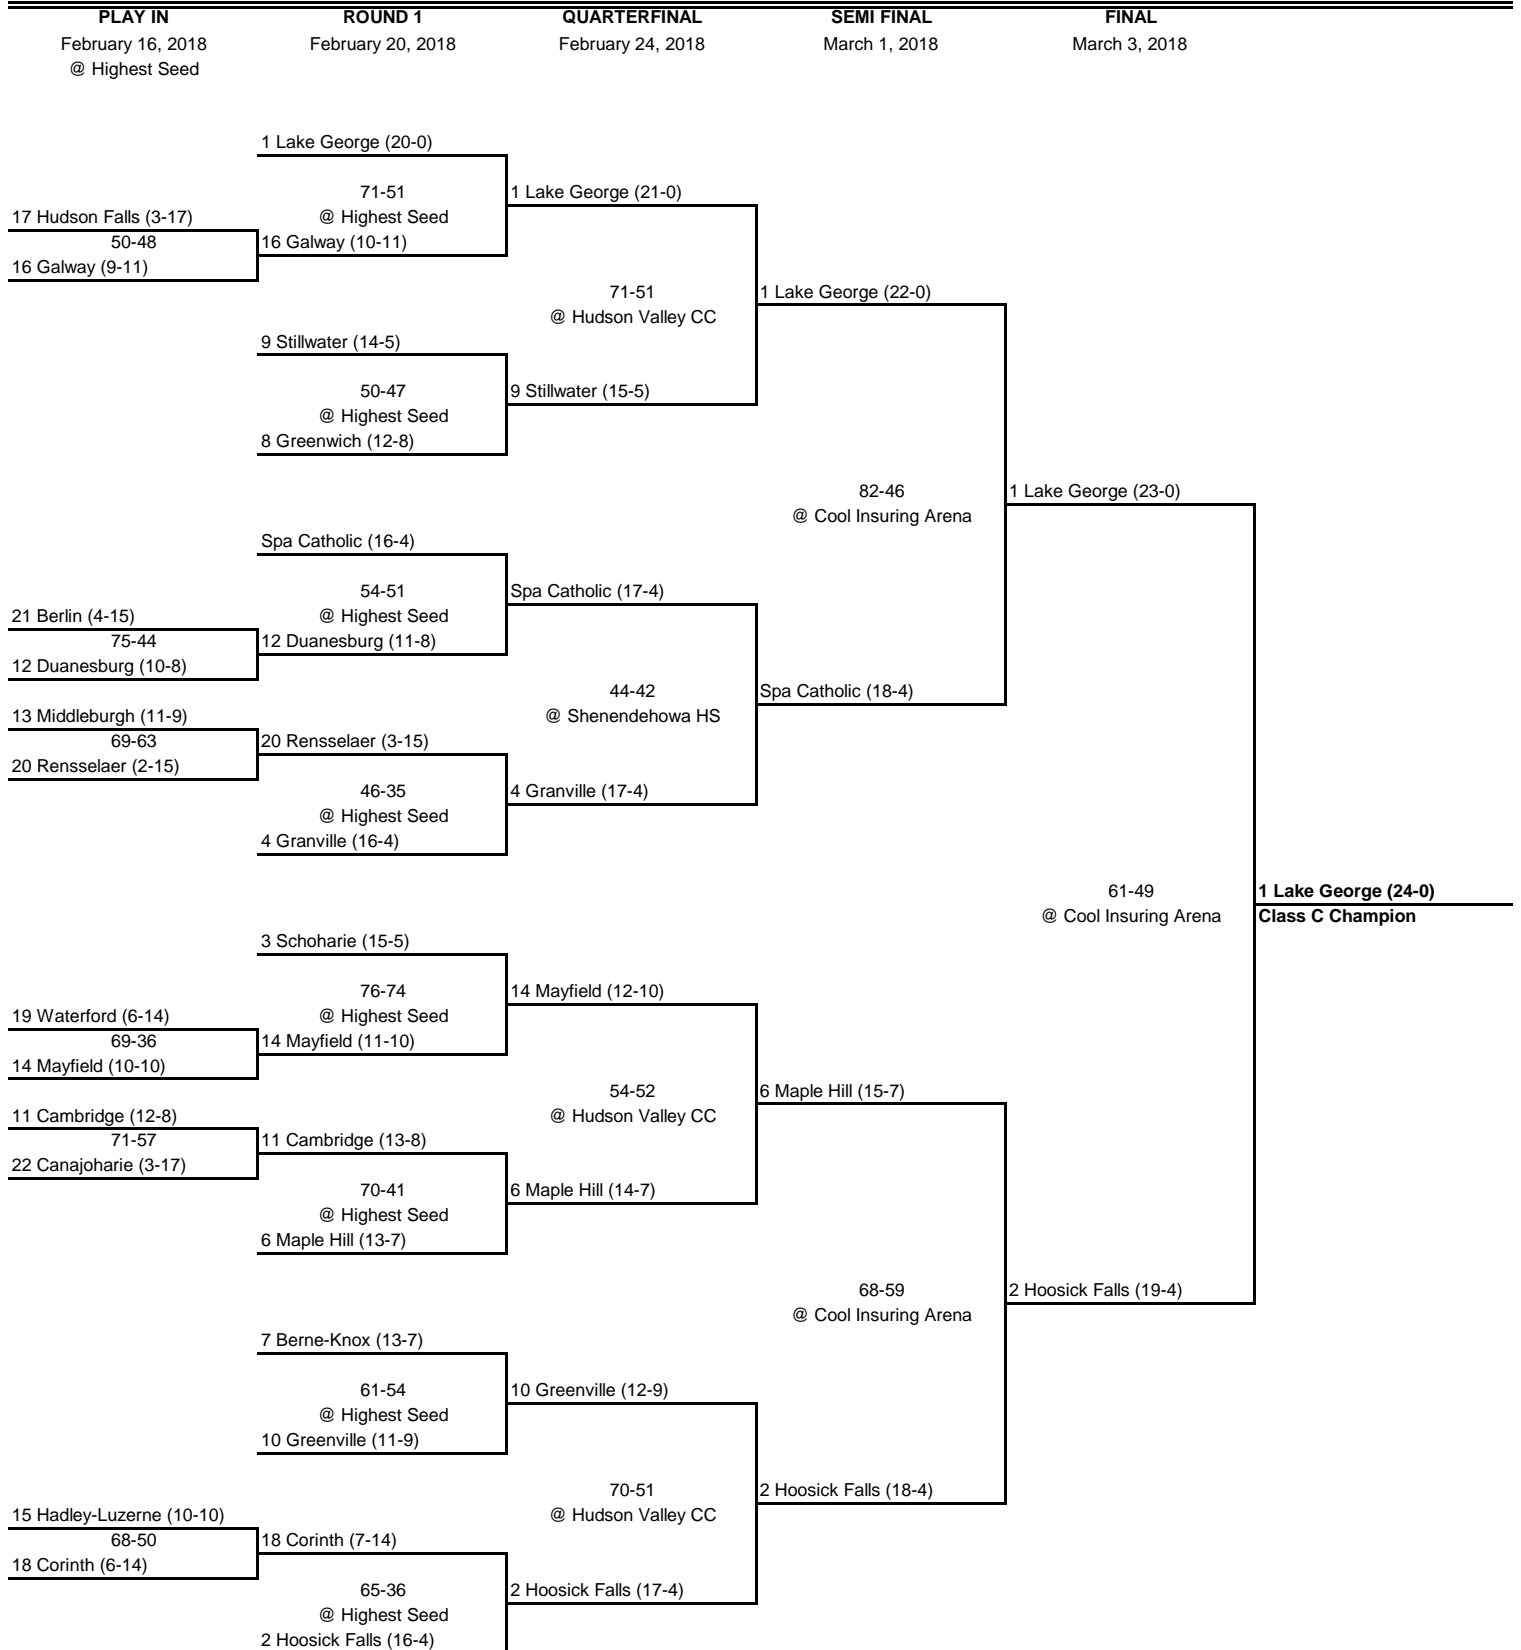 PLAY IN ROUND 1 QUARTERFINAL SEMI FINAL FINAL
February 16, 2018 February 20, 2018 February 24, 2018 March 1, 2018 March 3, 2018
@ Highest Seed
1 Lake George (20-0)
71-51 1 Lake George (21-0)
17 Hudson Falls (3-17) @ Highest Seed
50-48 16 Galway (10-11)
16 Galway (9-11)
71-51 1 Lake George (22-0)
@ Hudson Valley CC
9 Stillwater (14-5)
50-47 9 Stillwater (15-5)
@ Highest Seed
8 Greenwich (12-8)
82-46 1 Lake George (23-0)
@ Cool Insuring Arena
Spa Catholic (16-4)
54-51 Spa Catholic (17-4)
21 Berlin (4-15) @ Highest Seed
75-44 12 Duanesburg (11-8)
12 Duanesburg (10-8)
44-42 Spa Catholic (18-4)
13 Middleburgh (11-9) @ Shenendehowa HS
69-63 20 Rensselaer (3-15)
20 Rensselaer (2-15)
46-35 4 Granville (17-4)
@ Highest Seed
4 Granville (16-4)
61-49 1 Lake George (24-0)
@ Cool Insuring Arena Class C Champion
3 Schoharie (15-5)
76-74 14 Mayfield (12-10)
19 Waterford (6-14) @ Highest Seed
69-36 14 Mayfield (11-10)
14 Mayfield (10-10)
54-52 6 Maple Hill (15-7)
11 Cambridge (12-8) @ Hudson Valley CC
71-57 11 Cambridge (13-8)
22 Canajoharie (3-17)
70-41 6 Maple Hill (14-7)
@ Highest Seed
6 Maple Hill (13-7)
68-59 2 Hoosick Falls (19-4)
@ Cool Insuring Arena
7 Berne-Knox (13-7)
61-54 10 Greenville (12-9)
@ Highest Seed
10 Greenville (11-9)
70-51 2 Hoosick Falls (18-4)
15 Hadley-Luzerne (10-10) @ Hudson Valley CC
68-50 18 Corinth (7-14)
18 Corinth (6-14)
65-36 2 Hoosick Falls (17-4)
@ Highest Seed
2 Hoosick Falls (16-4)